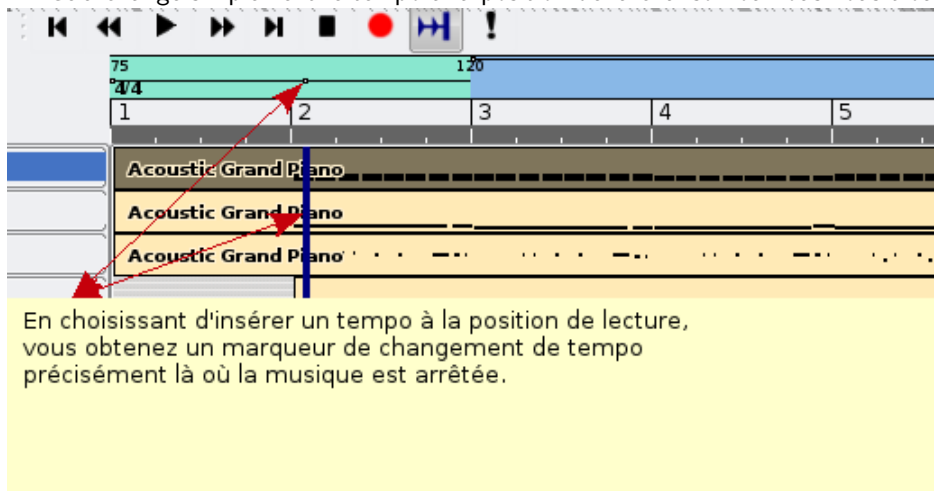 75
120
4/4
1 2 3 4 5
Acoustic Grand Piano
Acoustic Grand Piano
Acoustic Grand Piano
En choisissant d'insérer un tempo à la position de lecture,
vous obtenez un marqueur de changement de tempo
précisément là où la musique est arrêtée.